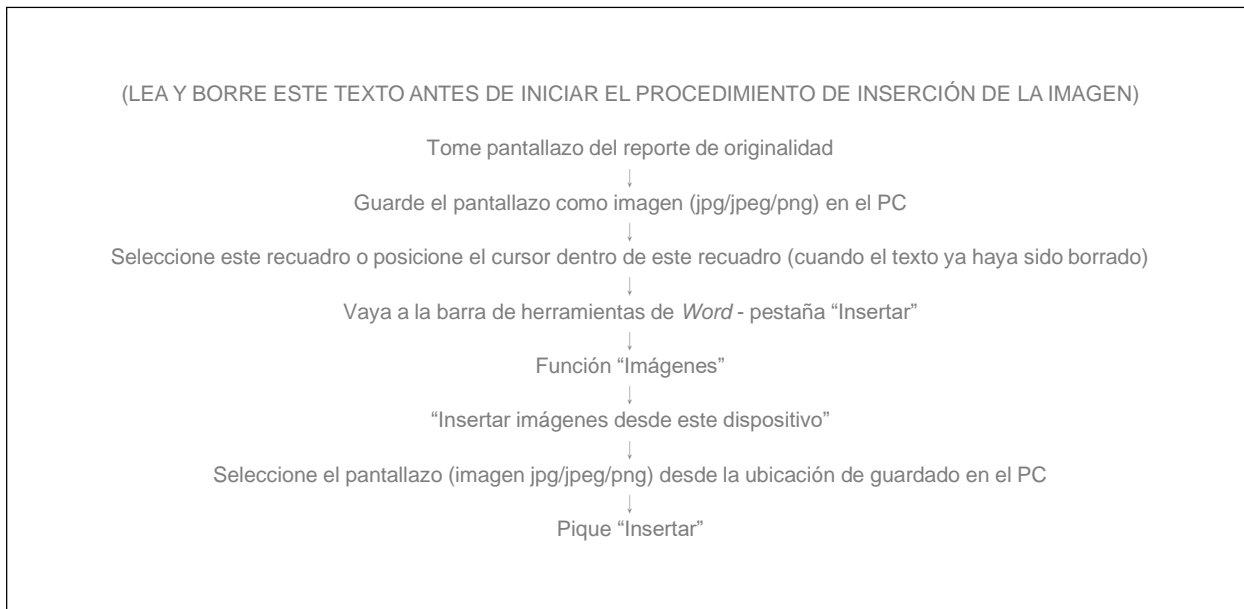 (LEA Y BORRE ESTE TEXTO ANTES DE INICIAR EL PROCEDIMIENTO DE INSERCIÓN DE LA IMAGEN)
Tome pantallazo del reporte de originalidad
↓
Guarde el pantallazo como imagen (jpg/jpeg/png) en el PC
↓
Seleccione este recuadro o posicione el cursor dentro de este recuadro (cuando el texto ya haya sido borrado)
↓
Vaya a la barra de herramientas de Word - pestaña “Insertar”
↓
Función “Imágenes”
↓
“Insertar imágenes desde este dispositivo”
↓
Seleccione el pantallazo (imagen jpg/jpeg/png) desde la ubicación de guardado en el PC
↓
Pique “Insertar”